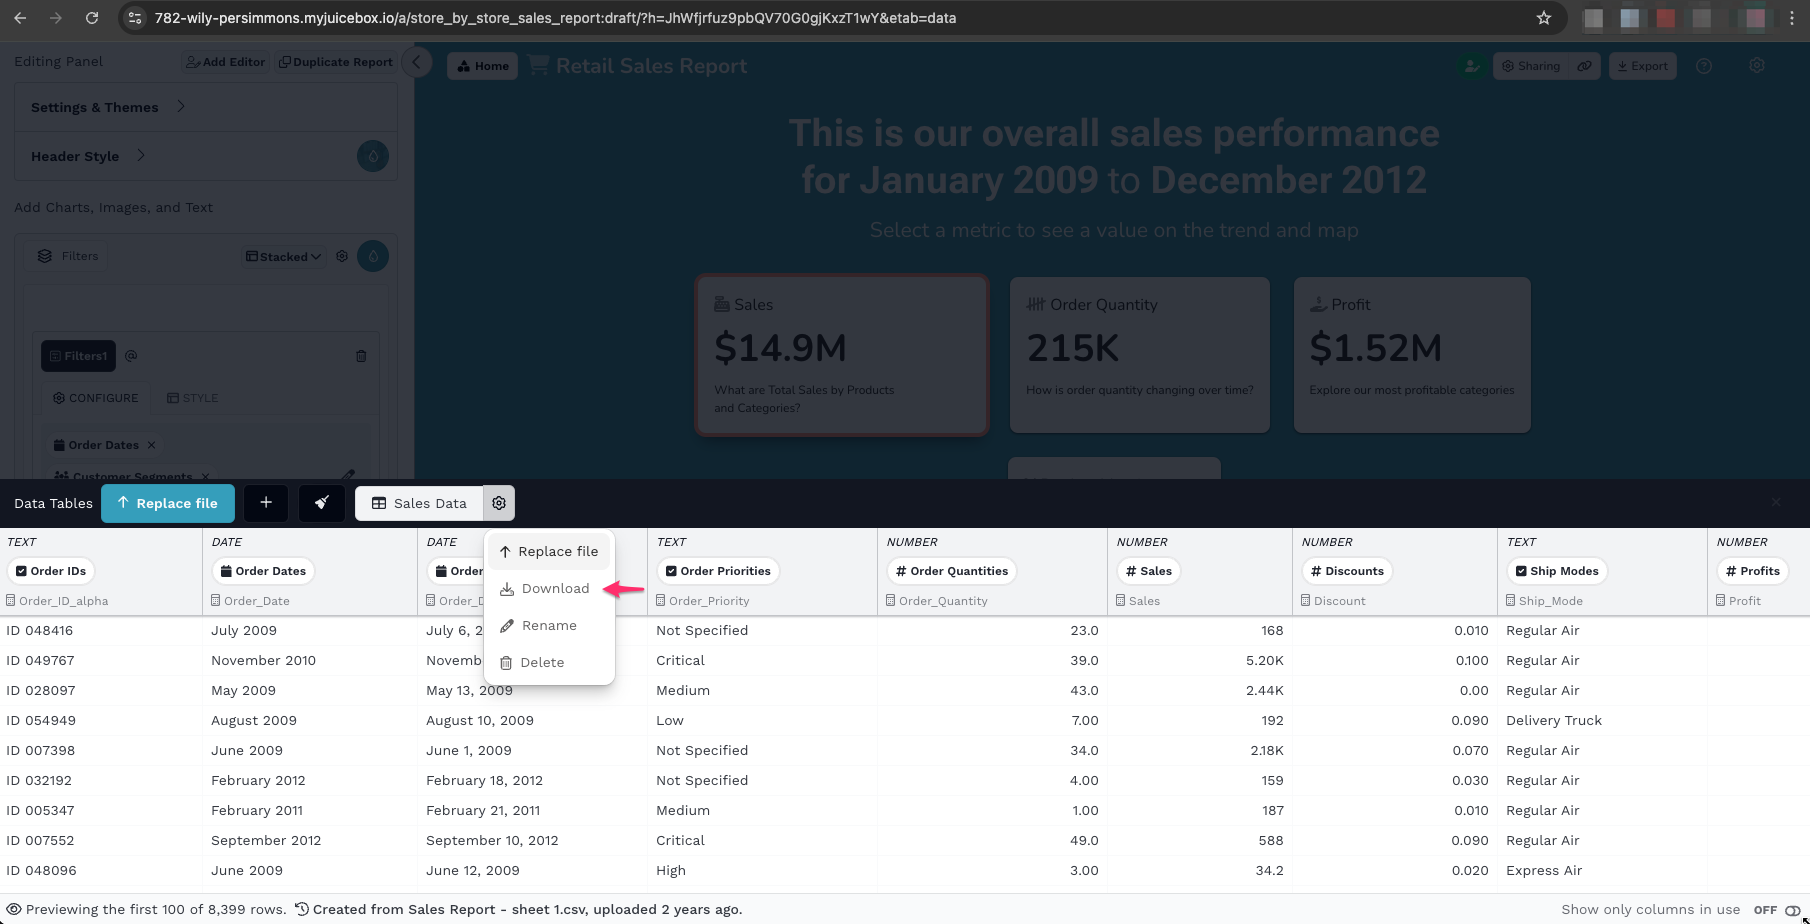 782-wily-persimmons.myjuicebox.io/a/store_by_store_sales_report:draft/?h=JhWfjrfuz9pbQV70G0gjKxzT1wY&etab=data
Editing Panel Add Editor Duplicate Report
Home Retail Sales Report Sharing Export
Settings & Themes
Header Style
Add Charts, Images, and Text
Filters Stacked
Filters1
CONFIGURE STYLE
Order Dates
Customer Segments
This is our overall sales performance
for January 2009 to December 2012
Select a metric to see a value on the trend and map
Sales
$14.9M
What are Total Sales by Products
and Categories?
Order Quantity
215K
How is order quantity changing over time?
Profit
$1.52M
Explore our most profitable categories
Data Tables Replace file + Sales Data
Replace file
Download
Rename
Delete
TEXT DATE DATE TEXT NUMBER NUMBER NUMBER TEXT NUMBER
Order IDs Order Dates Order Order Priorities # Order Quantities # Sales # Discounts Ship Modes # Profits
Order_ID_alpha Order_Date Order_D Order_Priority Order_Quantity Sales Discount Ship_Mode Profit
ID 048416 July 2009 July 6, 2 Not Specified 23.0 168 0.010 Regular Air
ID 049767 November 2010 Novemb Critical 39.0 5.20K 0.100 Regular Air
ID 028097 May 2009 May 13, 2009 Medium 43.0 2.44K 0.00 Regular Air
ID 054949 August 2009 August 10, 2009 Low 7.00 192 0.090 Delivery Truck
ID 007398 June 2009 June 1, 2009 Not Specified 34.0 2.18K 0.070 Regular Air
ID 032192 February 2012 February 18, 2012 Not Specified 4.00 159 0.030 Regular Air
ID 005347 February 2011 February 21, 2011 Medium 1.00 187 0.010 Regular Air
ID 007552 September 2012 September 10, 2012 Critical 49.0 588 0.090 Regular Air
ID 048096 June 2009 June 12, 2009 High 3.00 34.2 0.020 Express Air
Previewing the first 100 of 8,399 rows. Created from Sales Report - sheet 1.csv, uploaded 2 years ago. Show only columns in use OFF